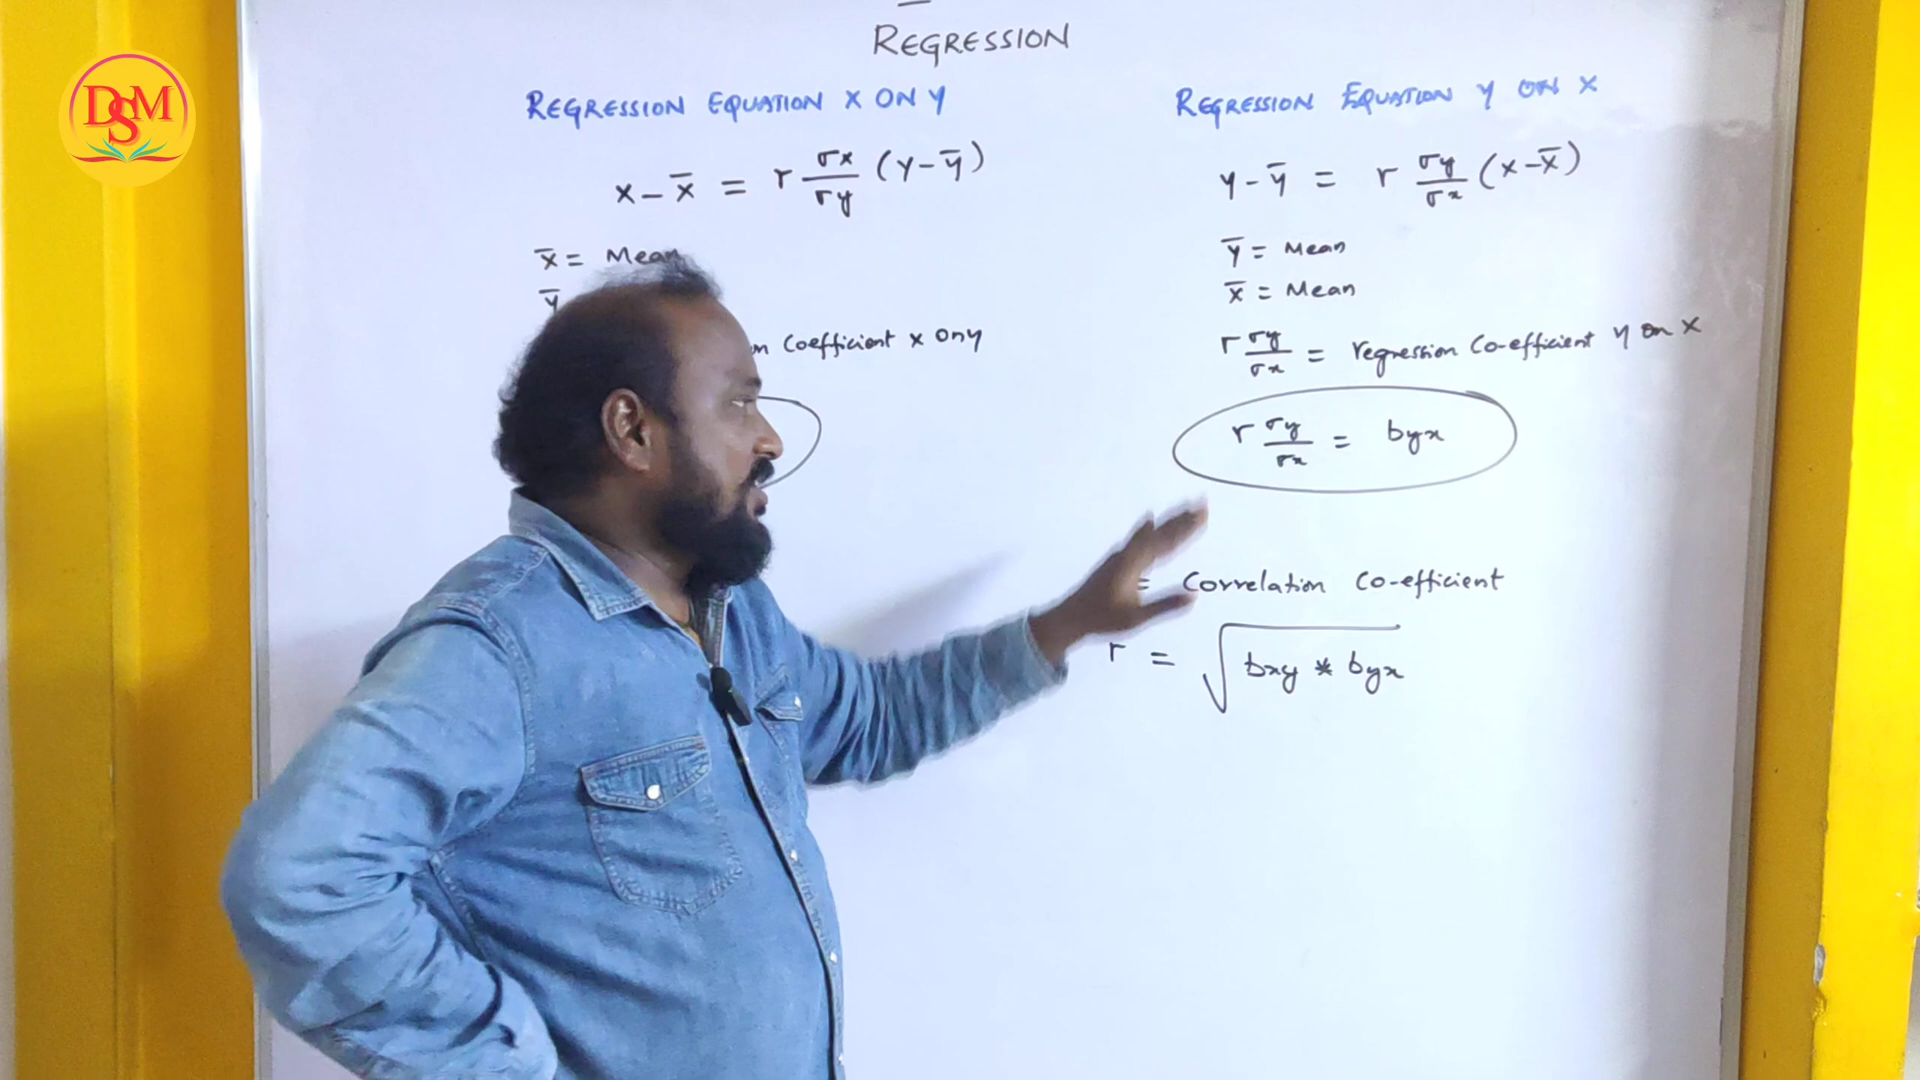 DSM
REGRESSION
REGRESSION EQUATION X ON Y
x - x̄ = r σx/σy (y - ȳ)
x̄ = Mean
ȳ
Coefficient x on y
REGRESSION EQUATION Y ON X
y - ȳ = r σy/σx (x - x̄)
ȳ = Mean
x̄ = Mean
r σy/σx = regression Co-efficient y on x
r σy/σx = byx
= Correlation Co-efficient
r = √(bxy * byx)